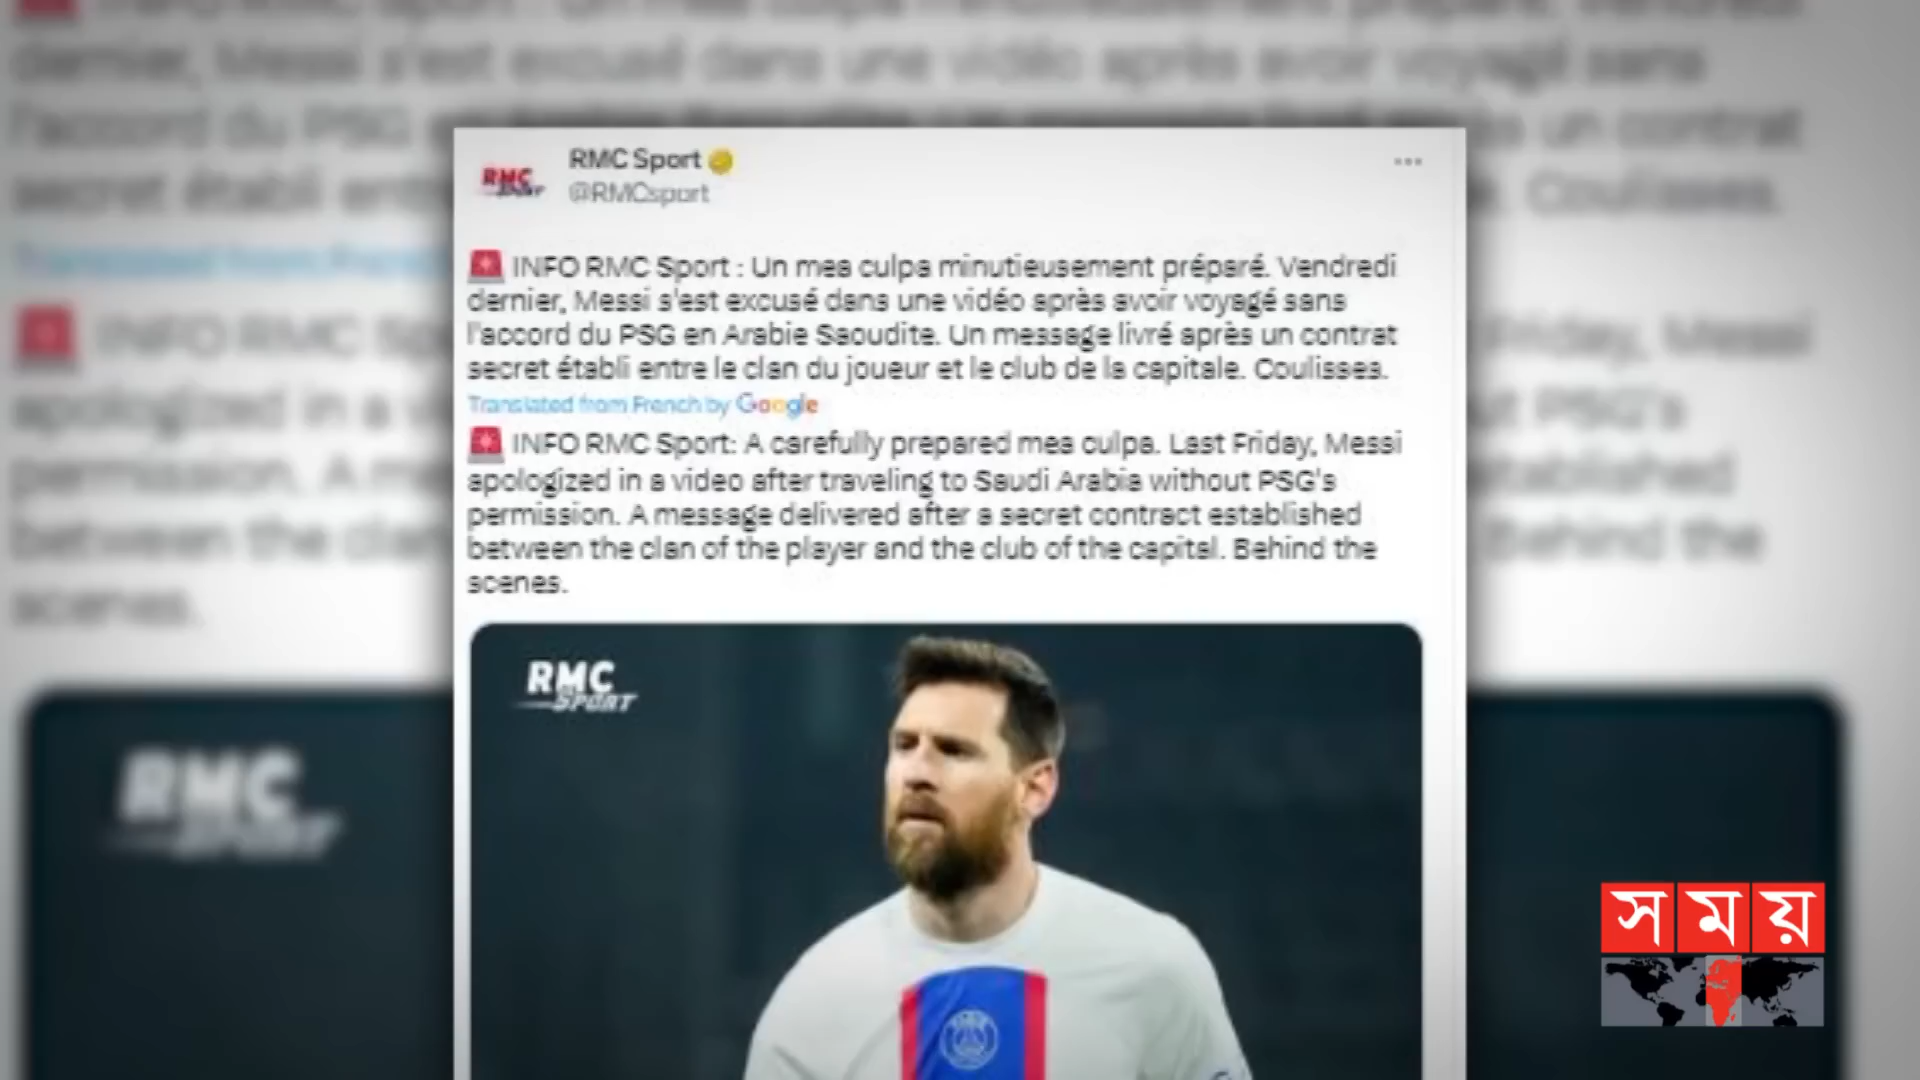 RMC Sport
@RMCsport
RMC SPORT
INFO RMC Sport : Un mea culpa minutieusement préparé. Vendredi
dernier, Messi s'est excusé dans une vidéo après avoir voyagé sans
l'accord du PSG en Arabie Saoudite. Un message livré après un contrat
secret établi entre le clan du joueur et le club de la capitale. Coulisses.
Translated from French by Google
INFO RMC Sport: A carefully prepared mea culpa. Last Friday, Messi
apologized in a video after traveling to Saudi Arabia without PSG's
permission. A message delivered after a secret contract established
between the clan of the player and the club of the capital. Behind the
scenes.
RMC
SPORT
RMC
SPORT
সময়